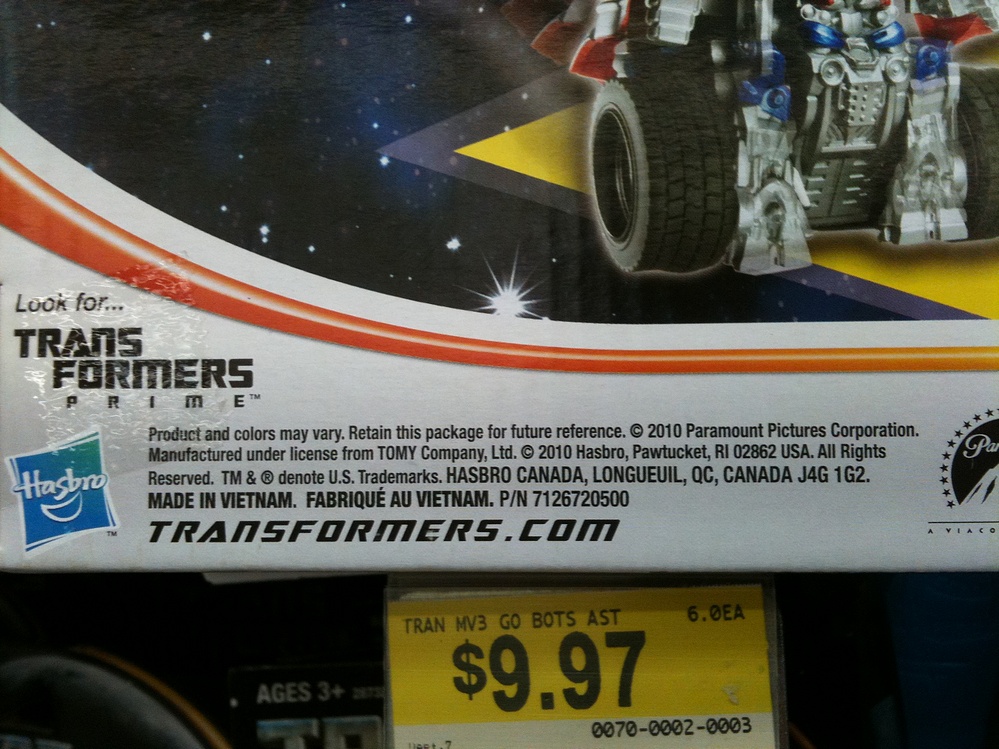 Look for...
TRANS
FORMERS
PRIME™
Hasbro
™
Product and colors may vary. Retain this package for future reference. © 2010 Paramount Pictures Corporation.
Manufactured under license from TOMY Company, Ltd. © 2010 Hasbro, Pawtucket, RI 02862 USA. All Rights
Reserved. TM & ® denote U.S. Trademarks. HASBRO CANADA, LONGUEUIL, QC, CANADA J4G 1G2.
MADE IN VIETNAM. FABRIQUÉ AU VIETNAM. P/N 7126720500
TRANSFORMERS.COM
Par
A VIACO
TRAN MV3 GO BOTS AST 6.0EA
$9.97
0070-0002-0003
AGES 3+